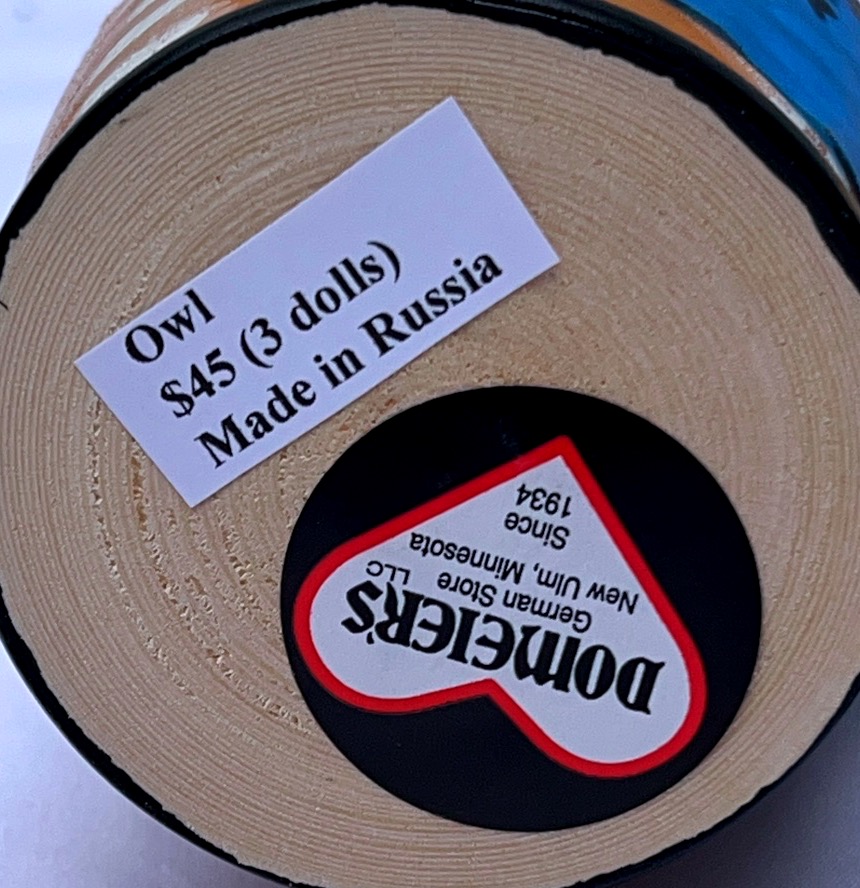 Owl
$45 (3 dolls)
Made in Russia
DOMEIER'S
German Store LLC
New Ulm, Minnesota
Since
1934